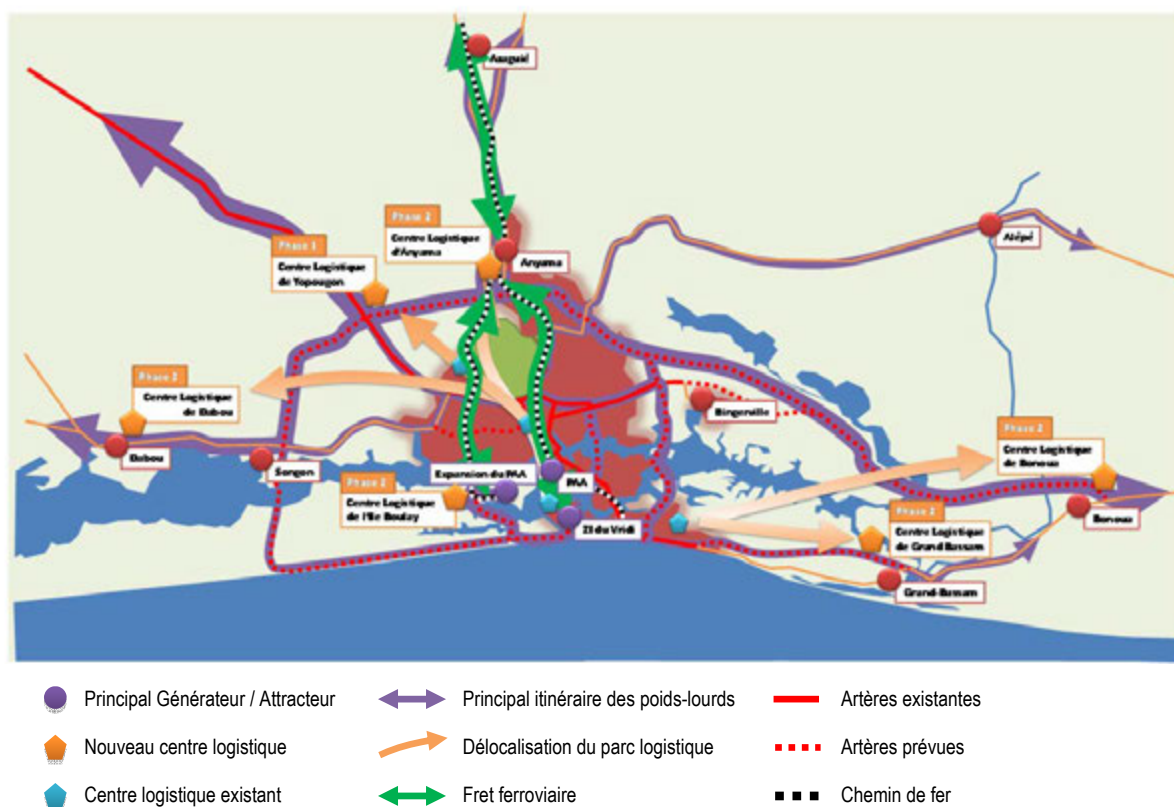 Azaguié
Phase 2
Centre Logistique
d'Anyama
Anyama
Alépé
Centre Logistique
de Yopougon
Phase 2
Centre Logistique
de Dabou
Dabou
Songon
Bingerville
Phase 2
Centre Logistique
de Bonoua
Bonoua
Expansion du PAA
PAA
Phase 2
Centre Logistique
de l'Ile Boulay
ZI du Vridi
Phase 2
Centre Logistique
de Grand Bassam
Grand-Bassam
Principal Générateur / Attracteur
Principal itinéraire des poids-lourds
Artères existantes
Nouveau centre logistique
Délocalisation du parc logistique
Artères prévues
Centre logistique existant
Fret ferroviaire
Chemin de fer